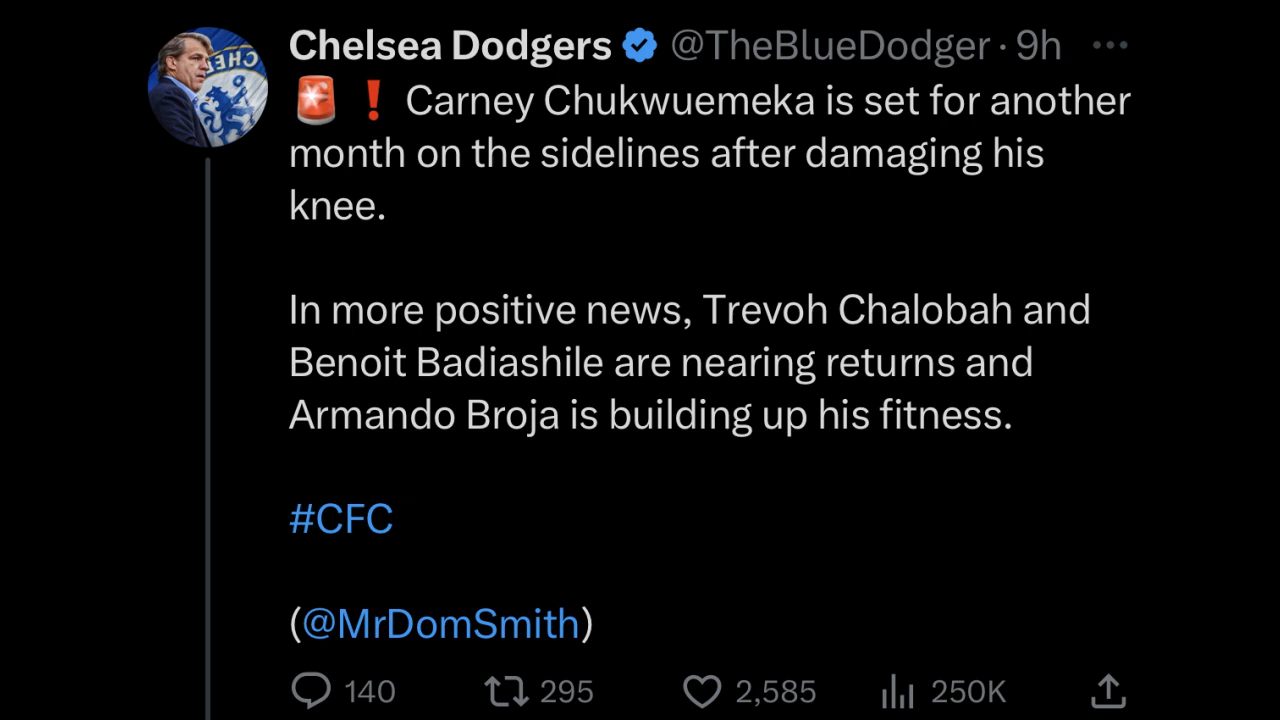 Chelsea Dodgers @TheBlueDodger · 9h
🚨❗ Carney Chukwuemeka is set for another
month on the sidelines after damaging his
knee.
In more positive news, Trevoh Chalobah and
Benoit Badiashile are nearing returns and
Armando Broja is building up his fitness.
#CFC
(@MrDomSmith)
140 295 2,585 250K